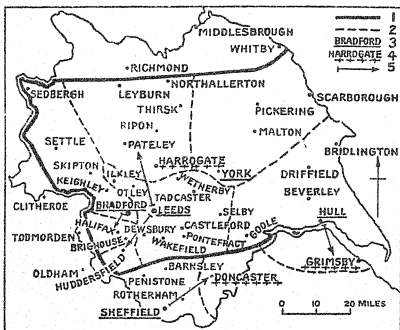 MIDDLESBROUGH
WHITBY
1
2
BRADFORD 3
HARROGATE 4
5
RICHMOND
SEDBERGH
LEYBURN
NORTHALLERTON
THIRSK
PICKERING
SCARBOROUGH
RIPON
MALTON
SETTLE
PATELEY
BRIDLINGTON
SKIPTON
ILKLEY
HARROGATE
YORK
DRIFFIELD
KEIGHLEY
OTLEY
WETHERBY
BEVERLEY
CLITHEROE
BRADFORD
TADCASTER
LEEDS
SELBY
HULL
HALIFAX
DEWSBURY
CASTLEFORD
GOOLE
TODMORDEN
BRIGHOUSE
WAKEFIELD
PONTEFRACT
OLDHAM
HUDDERSFIELD
BARNSLEY
GRIMSBY
PENISTONE
DONCASTER
ROTHERHAM
SHEFFIELD
0 10 20 MILES